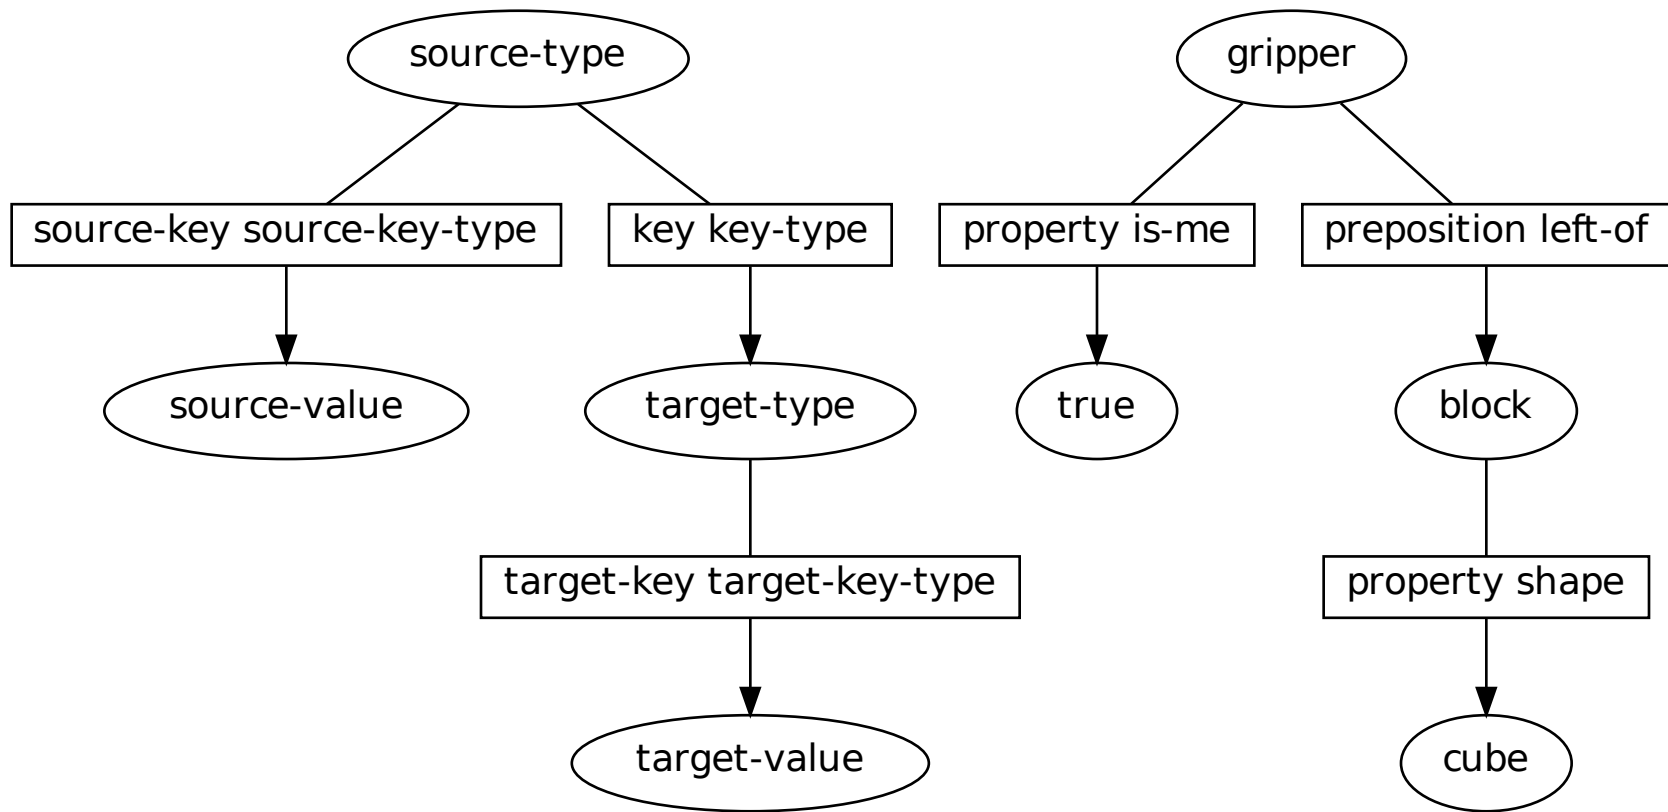 source-type
gripper
source-key source-key-type
key key-type
property is-me
preposition left-of
source-value
target-type
true
block
target-key target-key-type
property shape
target-value
cube